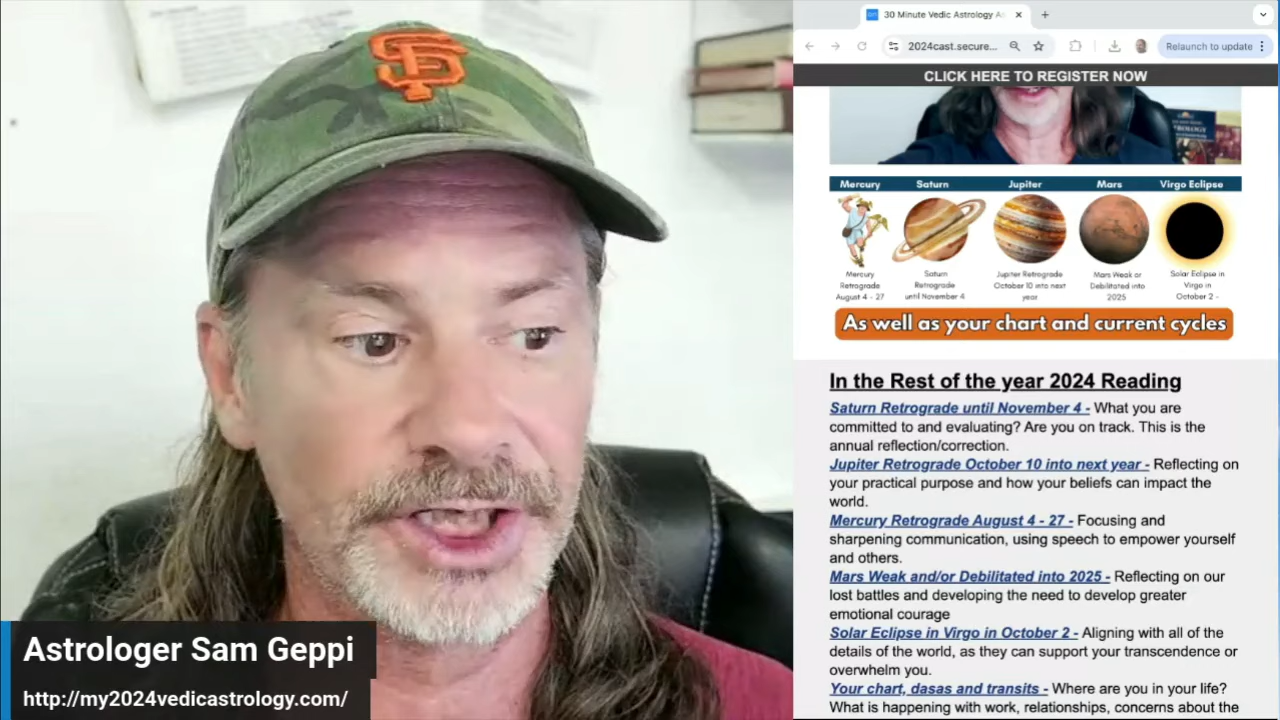 SF
Astrologer Sam Geppi
http://my2024vedicastrology.com/
30 Minute Vedic Astrology
2024cast.secure...
Relaunch to update
CLICK HERE TO REGISTER NOW
Mercury Saturn Jupiter Mars Virgo Eclipse
Mercury
Retrograde
August 4 - 27
Saturn
Retrograde
until November 4
Jupiter Retrograde
October 10 into next
year
Mars Weak or
Debilitated into
2025
Solar Eclipse in
Virgo in
October 2 -
As well as your chart and current cycles
In the Rest of the year 2024 Reading
Saturn Retrograde until November 4 - What you are
committed to and evaluating? Are you on track. This is the
annual reflection/correction.
Jupiter Retrograde October 10 into next year - Reflecting on
your practical purpose and how your beliefs can impact the
world.
Mercury Retrograde August 4 - 27 - Focusing and
sharpening communication, using speech to empower yourself
and others.
Mars Weak and/or Debilitated into 2025 - Reflecting on our
lost battles and developing the need to develop greater
emotional courage
Solar Eclipse in Virgo in October 2 - Aligning with all of the
details of the world, as they can support your transcendence or
overwhelm you.
Your chart, dasas and transits - Where are you in your life?
What is happening with work, relationships, concerns about the